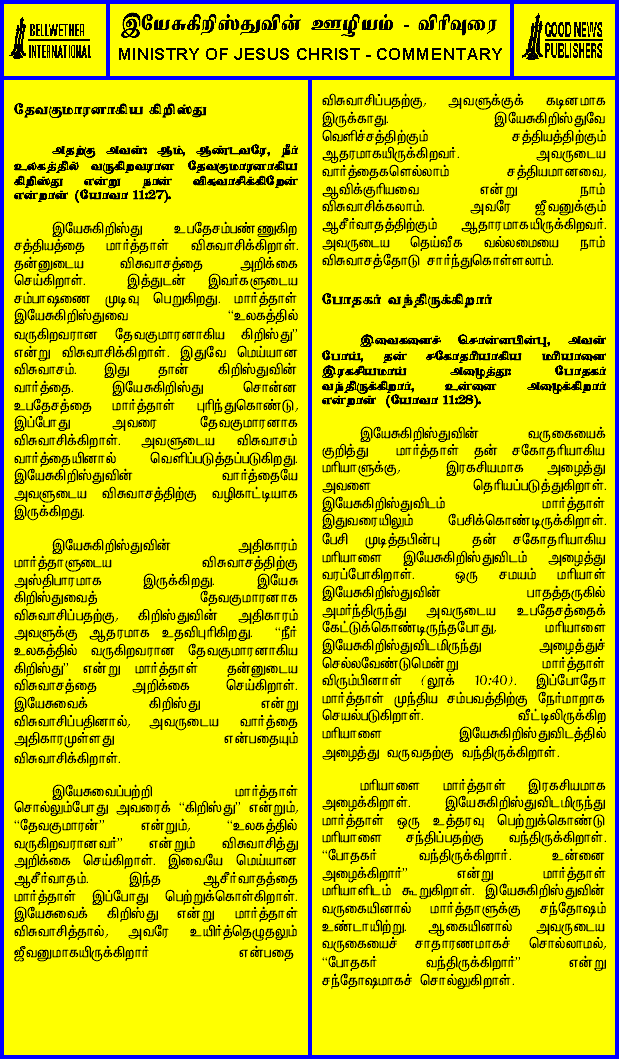 BELLWETHER
INTERNATIONAL
இயேசுகிறிஸ்துவின் ஊழியம் - விரிவுரை
MINISTRY OF JESUS CHRIST - COMMENTARY
GOOD NEWS
PUBLISHERS
தேவகுமாரனாகிய கிறிஸ்து
அதற்கு அவள்: ஆம், ஆண்டவரே, நீர்
உலகத்தில் வருகிறவரான தேவகுமாரனாகிய
கிறிஸ்து என்று நான் விசுவாசிக்கிறேன்
என்றாள் (யோவா 11:27).
இயேசுகிறிஸ்து உபதேசம்பண்ணுகிற
சத்தியத்தை மார்த்தாள் விசுவாசிக்கிறாள்.
தன்னுடைய விசுவாசத்தை அறிக்கை
செய்கிறாள். இத்துடன் இவர்களுடைய
சம்பாஷணை முடிவு பெறுகிறது. மார்த்தாள்
இயேசுகிறிஸ்துவை “உலகத்தில்
வருகிறவரான தேவகுமாரனாகிய கிறிஸ்து”
என்று விசுவாசிக்கிறாள். இதுவே மெய்யான
விசுவாசம். இது தான் கிறிஸ்துவின்
வார்த்தை. இயேசுகிறிஸ்து சொன்ன
உபதேசத்தை மார்த்தாள் புரிந்துகொண்டு,
இப்போது அவரை தேவகுமாரனாக
விசுவாசிக்கிறாள். அவளுடைய விசுவாசம்
வார்த்தையினால் வெளிப்படுத்தப்படுகிறது.
இயேசுகிறிஸ்துவின் வார்த்தையே
அவளுடைய விசுவாசத்திற்கு வழிகாட்டியாக
இருக்கிறது.
இயேசுகிறிஸ்துவின் அதிகாரம்
மார்த்தாளுடைய விசுவாசத்திற்கு
அஸ்திபாரமாக இருக்கிறது. இயேசு
கிறிஸ்துவைத் தேவகுமாரனாக
விசுவாசிப்பதற்கு, கிறிஸ்துவின் அதிகாரம்
அவளுக்கு ஆதரமாக உதவிபுரிகிறது. “நீர்
உலகத்தில் வருகிறவரான தேவகுமாரனாகிய
கிறிஸ்து” என்று மார்த்தாள் தன்னுடைய
விசுவாசத்தை அறிக்கை செய்கிறாள்.
இயேசுவைக் கிறிஸ்து என்று
விசுவாசிப்பதினால், அவருடைய வார்த்தை
அதிகாரமுள்ளது என்பதையும்
விசுவாசிக்கிறாள்.
இயேசுவைப்பற்றி மார்த்தாள்
சொல்லும்போது அவரைக் “கிறிஸ்து” என்றும்,
“தேவகுமாரன்” என்றும், “உலகத்தில்
வருகிறவரானவர்” என்றும் விசுவாசித்து
அறிக்கை செய்கிறாள். இவையே மெய்யான
ஆசீர்வாதம். இந்த ஆசீர்வாதத்தை
மார்த்தாள் இப்போது பெற்றுக்கொள்கிறாள்.
இயேசுவைக் கிறிஸ்து என்று மார்த்தாள்
விசுவாசித்தால், அவரே உயிர்த்தெழுதலும்
ஜீவனுமாகயிருக்கிறார் என்பதை
விசுவாசிப்பதற்கு, அவளுக்குக் கடினமாக
இருக்காது. இயேசுகிறிஸ்துவே
வெளிச்சத்திற்கும் சத்தியத்திற்கும்
ஆதரமாகயிருக்கிறவர். அவருடைய
வார்த்தைகளெல்லாம் சத்தியமானவை,
ஆவிக்குரியவை என்று நாம்
விசுவாசிக்கலாம். அவரே ஜீவனுக்கும்
ஆசீர்வாதத்திற்கும் ஆதாரமாகயிருக்கிறவர்.
அவருடைய தெய்வீக வல்லமையை நாம்
விசுவாசத்தோடு சார்ந்துகொள்ளலாம்.
போதகர் வந்திருக்கிறார்
இவைகளைச் சொன்னபின்பு, அவள்
போய், தன் சகோதரியாகிய மரியாளை
இரகசியமாய் அழைத்து: போதகர்
வந்திருக்கிறார், உன்னை அழைக்கிறார்
என்றாள் (யோவா 11:28).
இயேசுகிறிஸ்துவின் வருகையைக்
குறித்து மார்த்தாள் தன் சகோதரியாகிய
மரியாளுக்கு, இரகசியமாக அழைத்து
அவளை தெரியப்படுத்துகிறாள்.
இயேசுகிறிஸ்துவிடம் மார்த்தாள்
இதுவரையிலும் பேசிக்கொண்டிருக்கிறாள்.
பேசி முடித்தபின்பு தன் சகோதரியாகிய
மரியாளை இயேசுகிறிஸ்துவிடம் அழைத்து
வரப்போகிறாள். ஒரு சமயம் மரியாள்
இயேசுகிறிஸ்துவின் பாதத்தருகில்
அமர்ந்திருந்து அவருடைய உபதேசத்தைக்
கேட்டுக்கொண்டிருந்தபோது, மரியாளை
இயேசுகிறிஸ்துவிடமிருந்து அழைத்துச்
செல்லவேண்டுமென்று மார்த்தாள்
விரும்பினாள் (லூக் 10:40). இப்போதோ
மார்த்தாள் முந்திய சம்பவத்திற்கு நேர்மாறாக
செயல்படுகிறாள். வீட்டிலிருக்கிற
மரியாளை இயேசுகிறிஸ்துவிடத்தில்
அழைத்து வருவதற்கு வந்திருக்கிறாள்.
மரியாளை மார்த்தாள் இரகசியமாக
அழைக்கிறாள். இயேசுகிறிஸ்துவிடமிருந்து
மார்த்தாள் ஒரு உத்தரவு பெற்றுக்கொண்டு
மரியாளை சந்திப்பதற்கு வந்திருக்கிறாள்.
“போதகர் வந்திருக்கிறார். உன்னை
அழைக்கிறார்” என்று மார்த்தாள்
மரியாளிடம் கூறுகிறாள். இயேசுகிறிஸ்துவின்
வருகையினால் மார்த்தாளுக்கு சந்தோஷம்
உண்டாயிற்று. ஆகையினால் அவருடைய
வருகையைச் சாதாரணமாகச் சொல்லாமல்,
“போதகர் வந்திருக்கிறார்” என்று
சந்தோஷமாகச் சொல்லுகிறாள்.